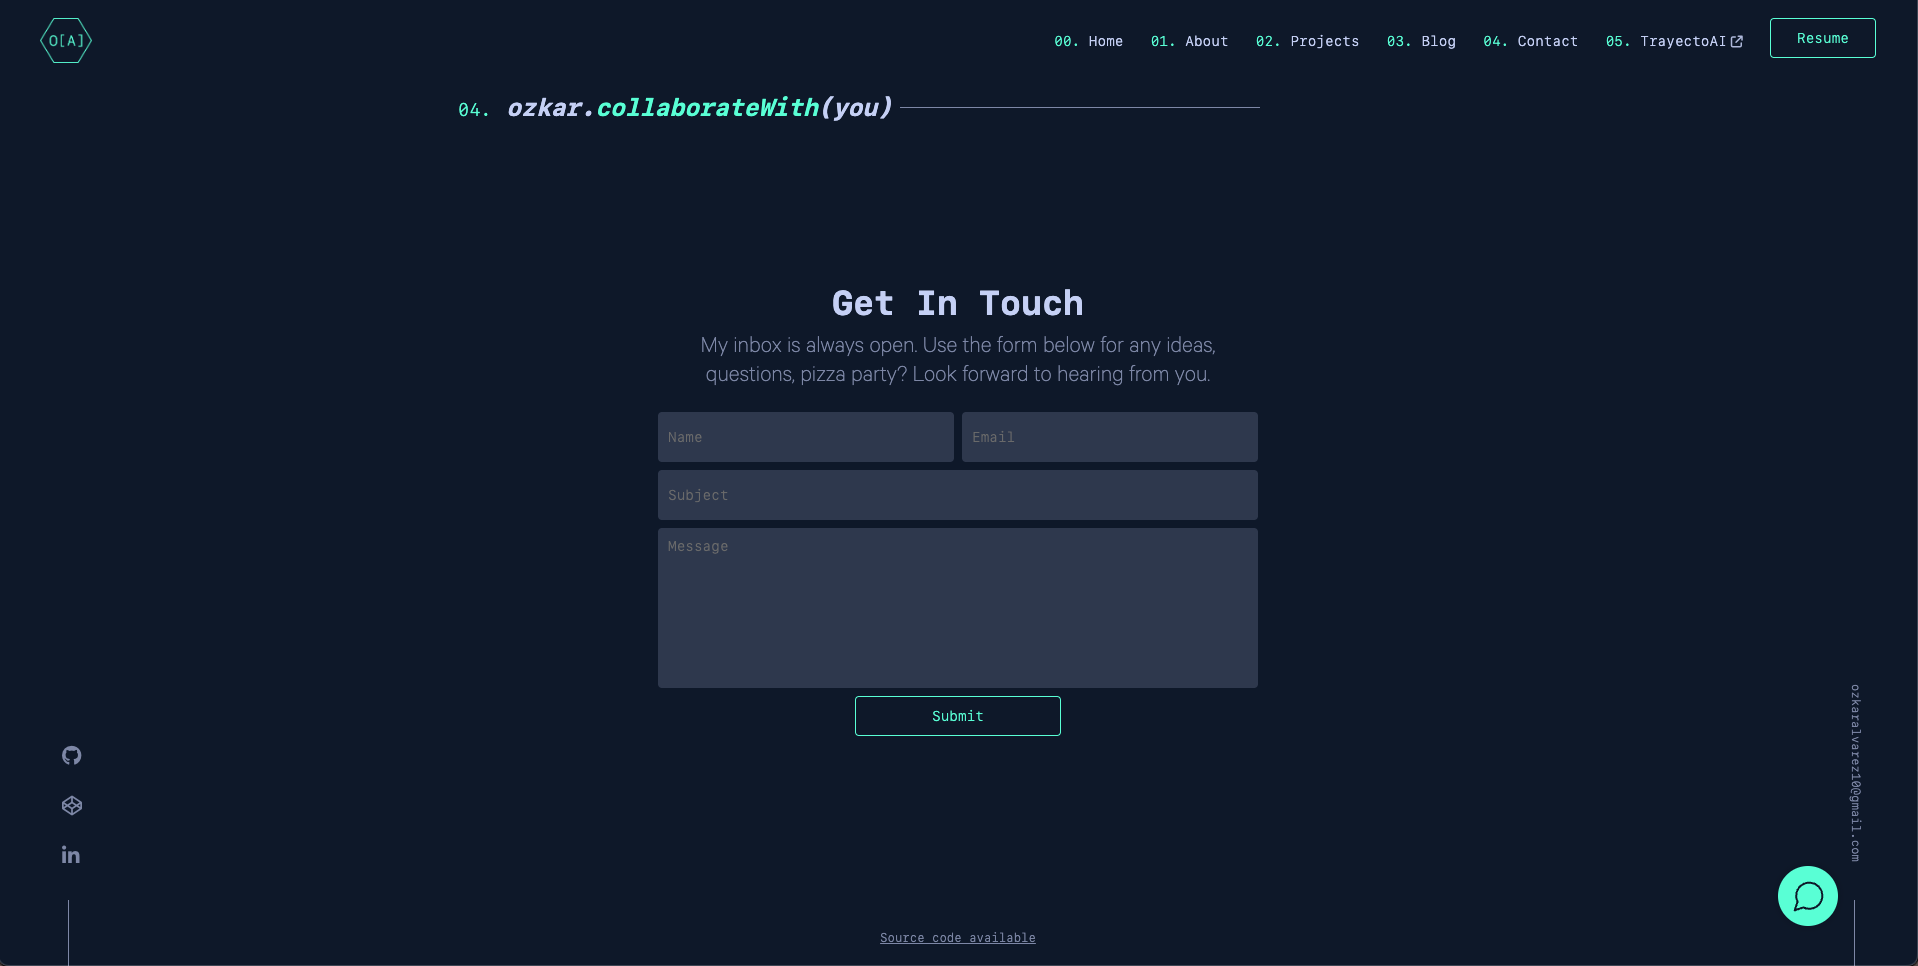 O[A]
00. Home 01. About 02. Projects 03. Blog 04. Contact 05. TrayectoAI Resume
04. ozkar.collaborateWith(you)
Get In Touch
My inbox is always open. Use the form below for any ideas,
questions, pizza party? Look forward to hearing from you.
Name Email
Subject
Message
Submit
ozkaralvarez10@gmail.com
in
Source code available